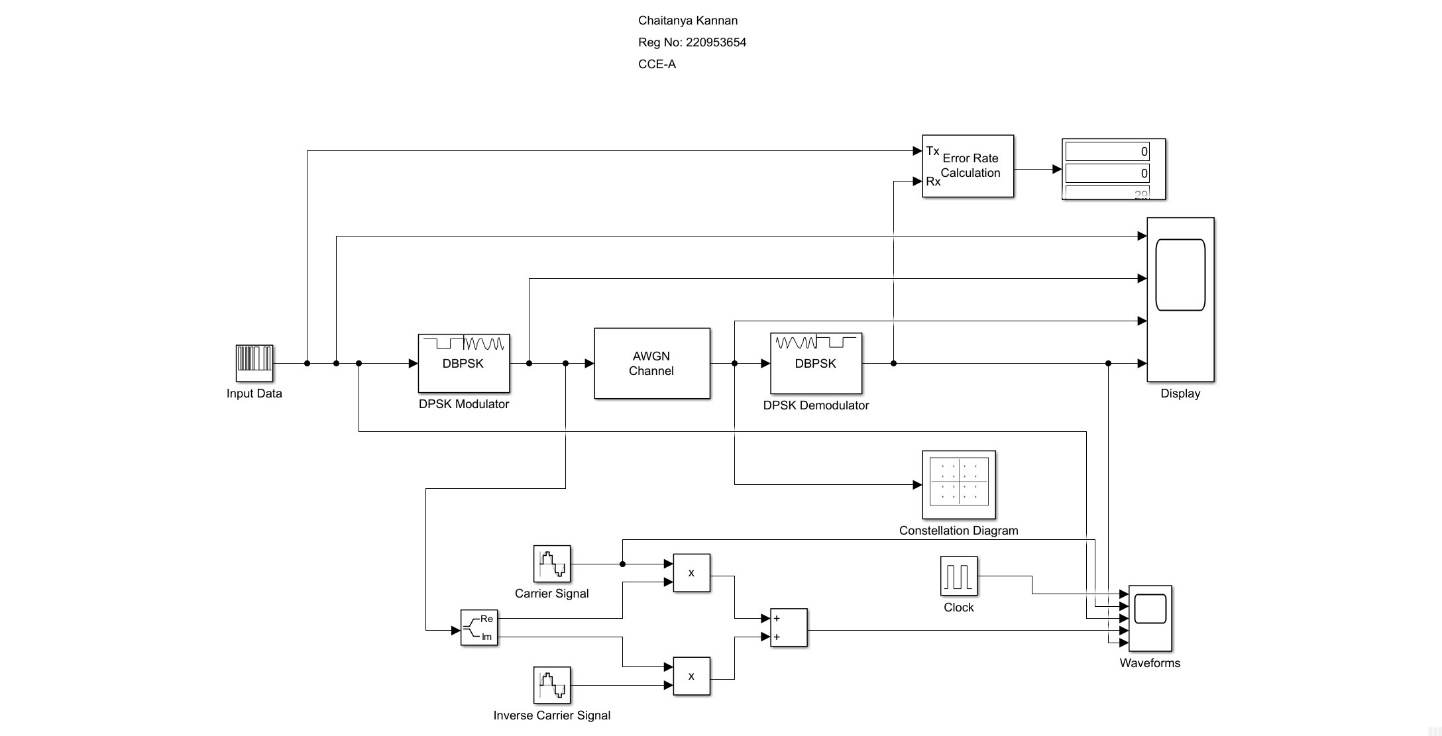 Chaitanya Kannan
Reg No: 220953654
CCE-A
Tx
Error Rate
Calculation
Rx
0
0
29
DBPSK
DPSK Modulator
AWGN
Channel
DBPSK
DPSK Demodulator
Input Data
Display
Constellation Diagram
Carrier Signal
x
Clock
Re
Im
+
+
Waveforms
x
Inverse Carrier Signal